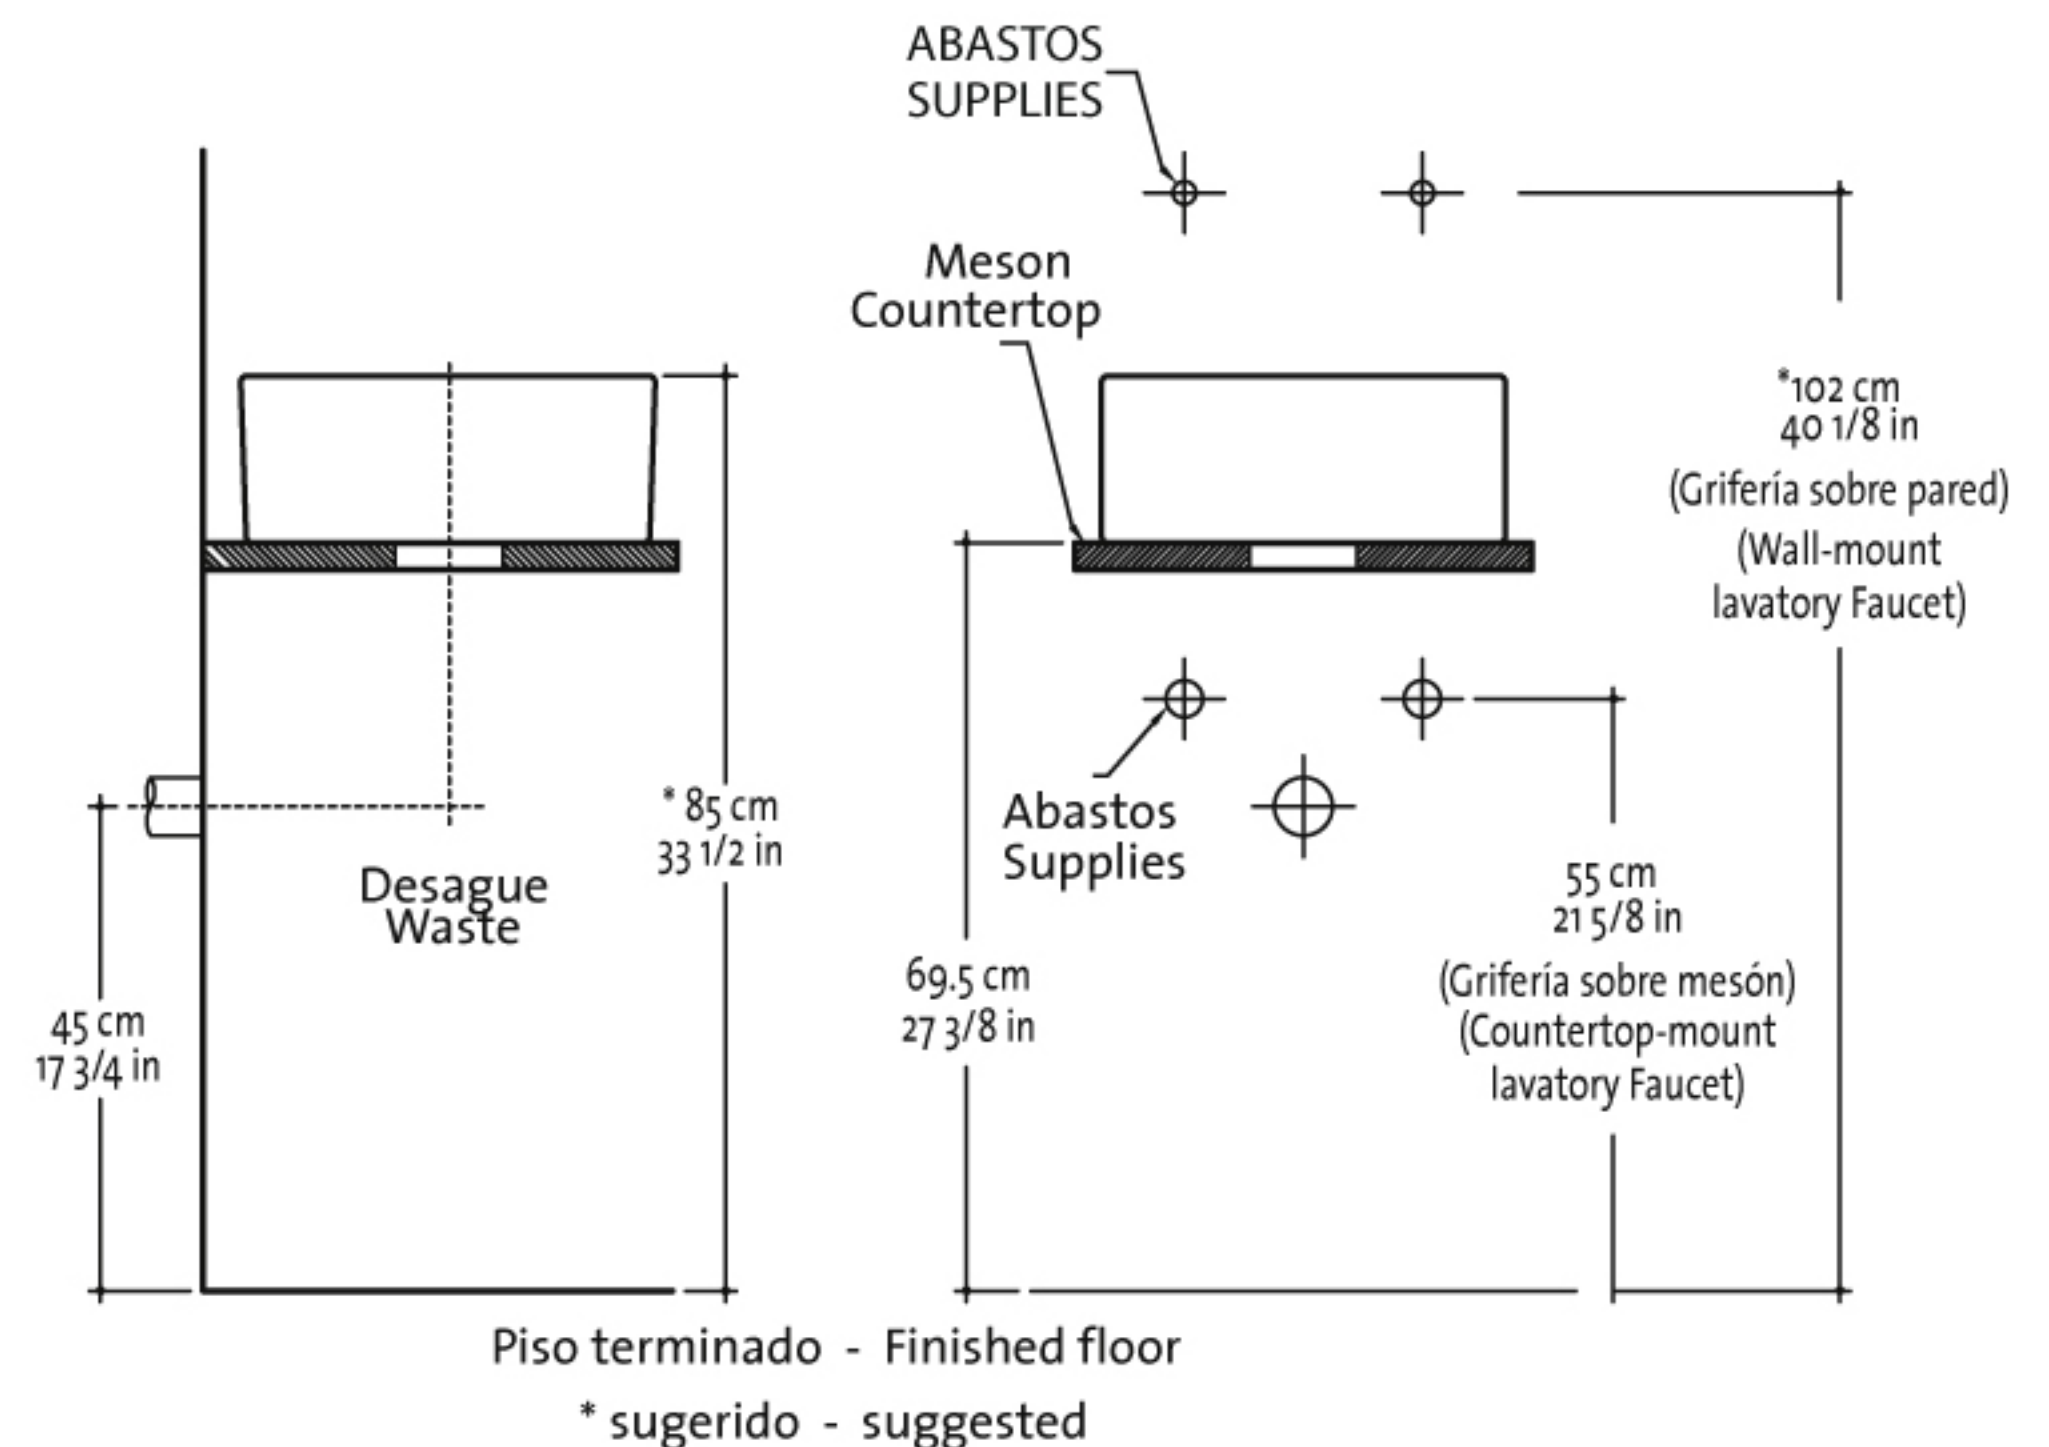 ABASTOS
SUPPLIES
Meson
Countertop
*102 cm
40 1/8 in
(Grifería sobre pared)
(Wall-mount
lavatory Faucet)
* 85 cm
33 1/2 in
Desague
Waste
45 cm
17 3/4 in
Abastos
Supplies
69.5 cm
27 3/8 in
55 cm
21 5/8 in
(Grifería sobre mesón)
(Countertop-mount
lavatory Faucet)
Piso terminado - Finished floor
* sugerido - suggested